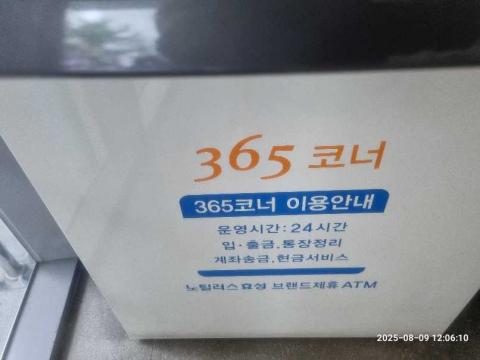 365 코너
365코너 이용안내
운영시간: 24시간
입·출금.통장정리
계좌송금.현금서비스
노틸러스효성 브랜드제휴 ATM
2025-08-09 12:06:10